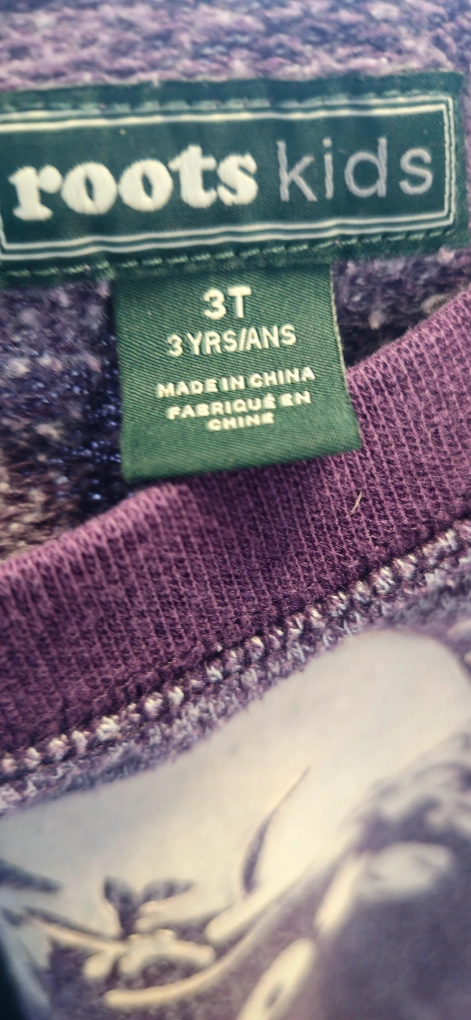 roots kids
3T
3 YRS/ANS
MADE IN CHINA
FABRIQUÉ EN
CHINE